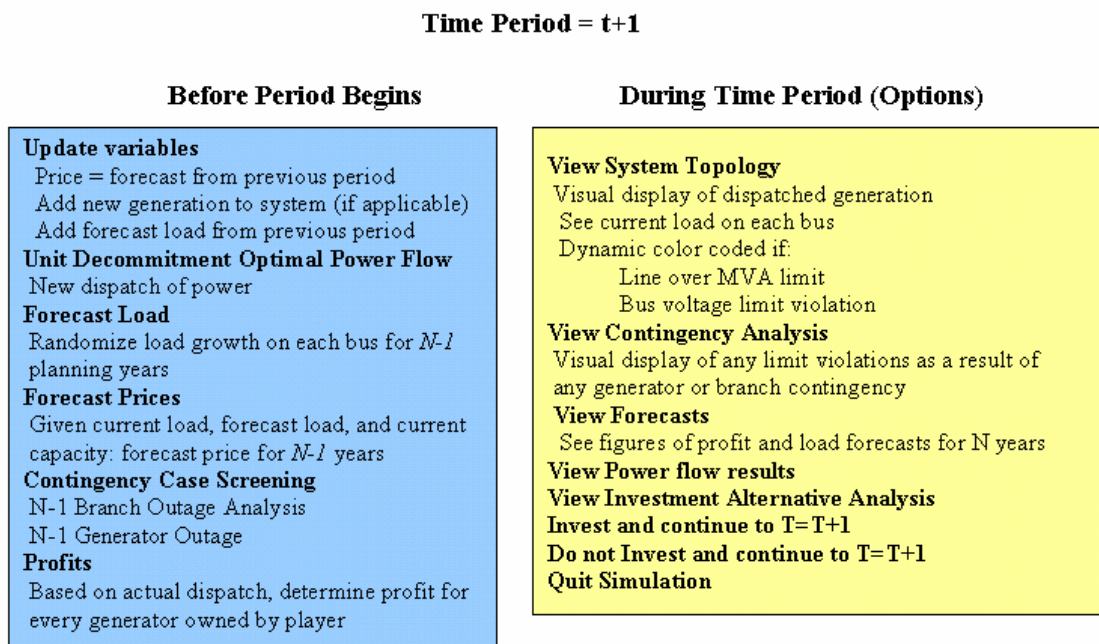 Time Period = t+1
Before Period Begins
Update variables
Price = forecast from previous period
Add new generation to system (if applicable)
Add forecast load from previous period
Unit Decommitment Optimal Power Flow
New dispatch of power
Forecast Load
Randomize load growth on each bus for N-1
planning years
Forecast Prices
Given current load, forecast load, and current
capacity: forecast price for N-1 years
Contingency Case Screening
N-1 Branch Outage Analysis
N-1 Generator Outage
Profits
Based on actual dispatch, determine profit for
every generator owned by player
During Time Period (Options)
View System Topology
Visual display of dispatched generation
See current load on each bus
Dynamic color coded if:
Line over MVA limit
Bus voltage limit violation
View Contingency Analysis
Visual display of any limit violations as a result of
any generator or branch contingency
View Forecasts
See figures of profit and load forecasts for N years
View Power flow results
View Investment Alternative Analysis
Invest and continue to T=T+1
Do not Invest and continue to T=T+1
Quit Simulation